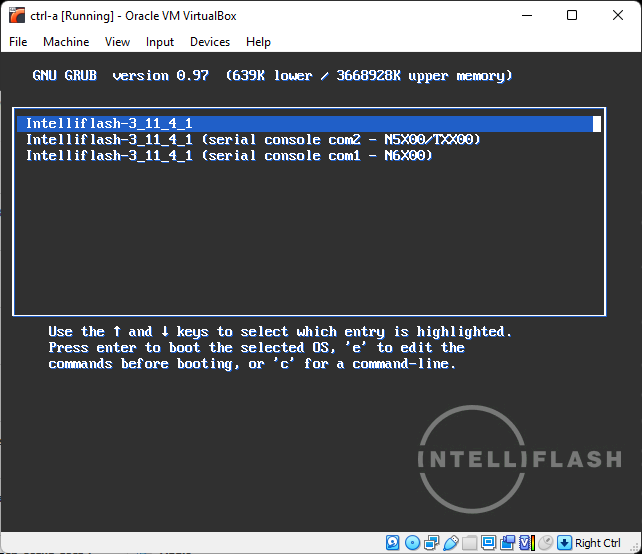 ctrl-a [Running] - Oracle VM VirtualBox
File Machine View Input Devices Help
GNU GRUB version 0.97 (639K lower / 3668928K upper memory)
Intelliflash-3_11_4_1
Intelliflash-3_11_4_1 (serial console com2 - N5X00/TXX00)
Intelliflash-3_11_4_1 (serial console com1 - N6X00)
Use the ↑ and ↓ keys to select which entry is highlighted.
Press enter to boot the selected OS, 'e' to edit the
commands before booting, or 'c' for a command-line.
INTELLIFLASH
Right Ctrl